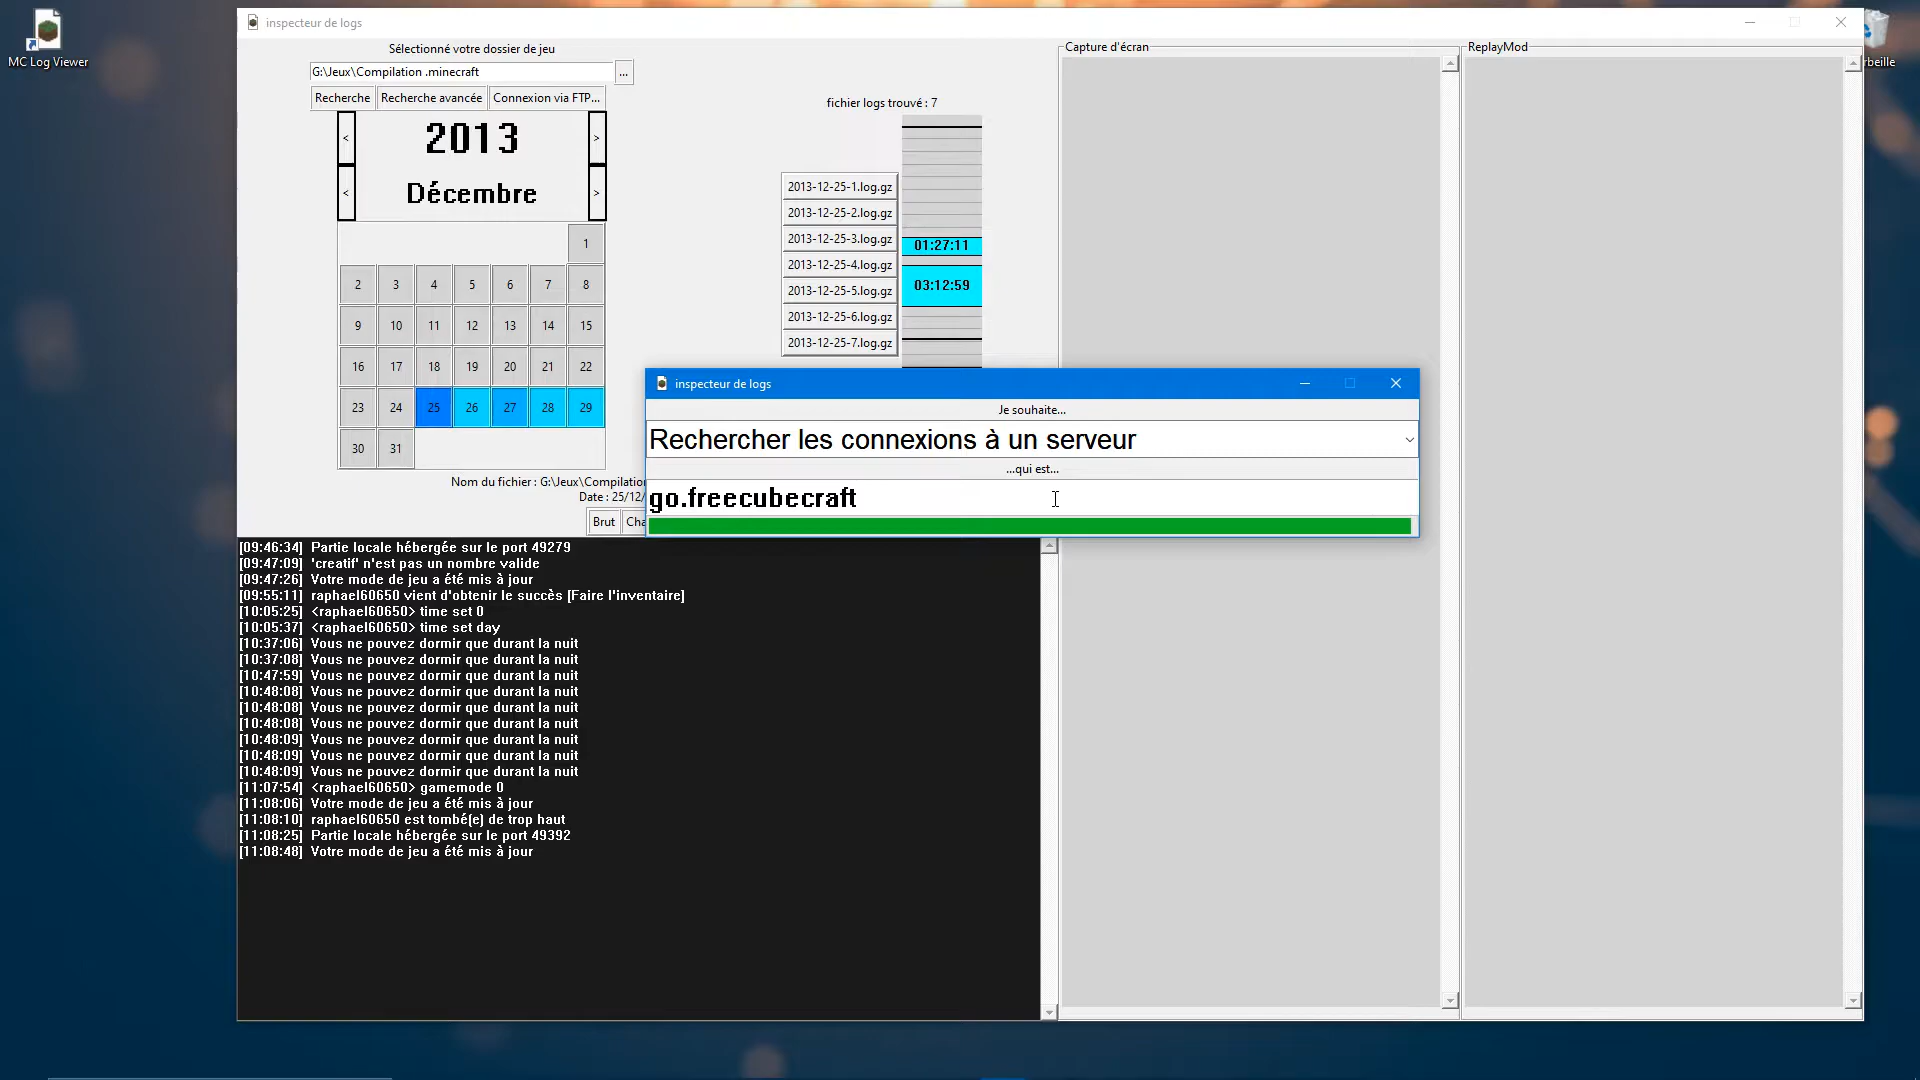 MC Log Viewer
rbeille
inspecteur de logs
Sélectionné votre dossier de jeu
G:\Jeux\Compilation .minecraft
...
Recherche
Recherche avancée
Connexion via FTP...
<
2013
>
<
Décembre
>
1
2 3 4 5 6 7 8
9 10 11 12 13 14 15
16 17 18 19 20 21 22
23 24 25 26 27 28 29
30 31
fichier logs trouvé : 7
2013-12-25-1.log.gz
2013-12-25-2.log.gz
2013-12-25-3.log.gz
2013-12-25-4.log.gz
2013-12-25-5.log.gz
2013-12-25-6.log.gz
2013-12-25-7.log.gz
01:27:11
03:12:59
Capture d'écran
ReplayMod
Nom du fichier : G:\Jeux\Compilation
Date : 25/12/
Brut
Cha
inspecteur de logs
Je souhaite...
Rechercher les connexions à un serveur
...qui est...
go.freecubecraft
[09:46:34] Partie locale hébergée sur le port 49279
[09:47:09] 'creatif' n'est pas un nombre valide
[09:47:26] Votre mode de jeu a été mis à jour
[09:55:11] raphael60650 vient d'obtenir le succès [Faire l'inventaire]
[10:05:25] <raphael60650> time set 0
[10:05:37] <raphael60650> time set day
[10:37:06] Vous ne pouvez dormir que durant la nuit
[10:37:08] Vous ne pouvez dormir que durant la nuit
[10:47:59] Vous ne pouvez dormir que durant la nuit
[10:48:08] Vous ne pouvez dormir que durant la nuit
[10:48:08] Vous ne pouvez dormir que durant la nuit
[10:48:08] Vous ne pouvez dormir que durant la nuit
[10:48:09] Vous ne pouvez dormir que durant la nuit
[10:48:09] Vous ne pouvez dormir que durant la nuit
[10:48:09] Vous ne pouvez dormir que durant la nuit
[11:07:54] <raphael60650> gamemode 0
[11:08:06] Votre mode de jeu a été mis à jour
[11:08:10] raphael60650 est tombé(e) de trop haut
[11:08:25] Partie locale hébergée sur le port 49392
[11:08:48] Votre mode de jeu a été mis à jour